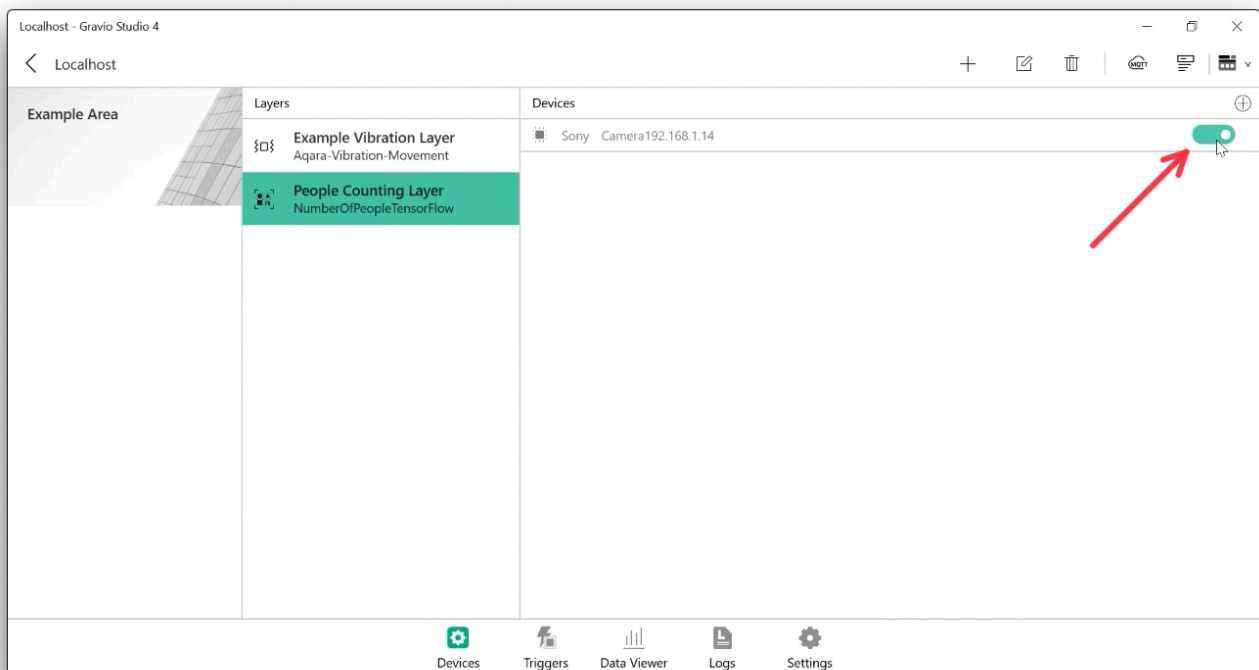 Localhost - Gravio Studio 4
Localhost
MQTT
Example Area
Layers
Devices
Example Vibration Layer
Aqara-Vibration-Movement
Sony Camera192.168.1.14
People Counting Layer
NumberOfPeopleTensorFlow
Devices
Triggers
Data Viewer
Logs
Settings